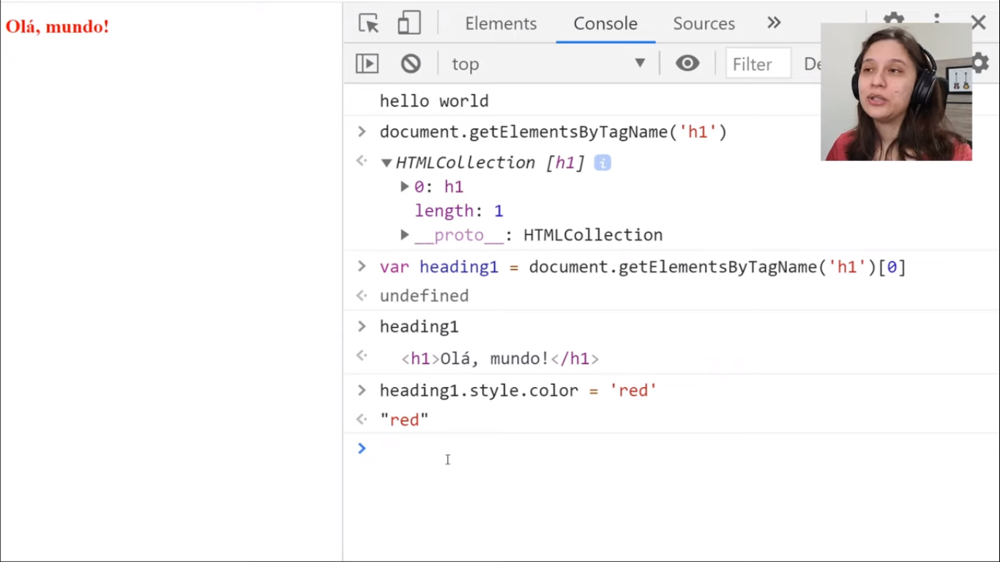 Olá, mundo!
Elements Console Sources
top Filter De
hello world
document.getElementsByTagName('h1')
HTMLCollection [h1] i
0: h1
length: 1
__proto__: HTMLCollection
var heading1 = document.getElementsByTagName('h1')[0]
undefined
heading1
<h1>Olá, mundo!</h1>
heading1.style.color = 'red'
"red"